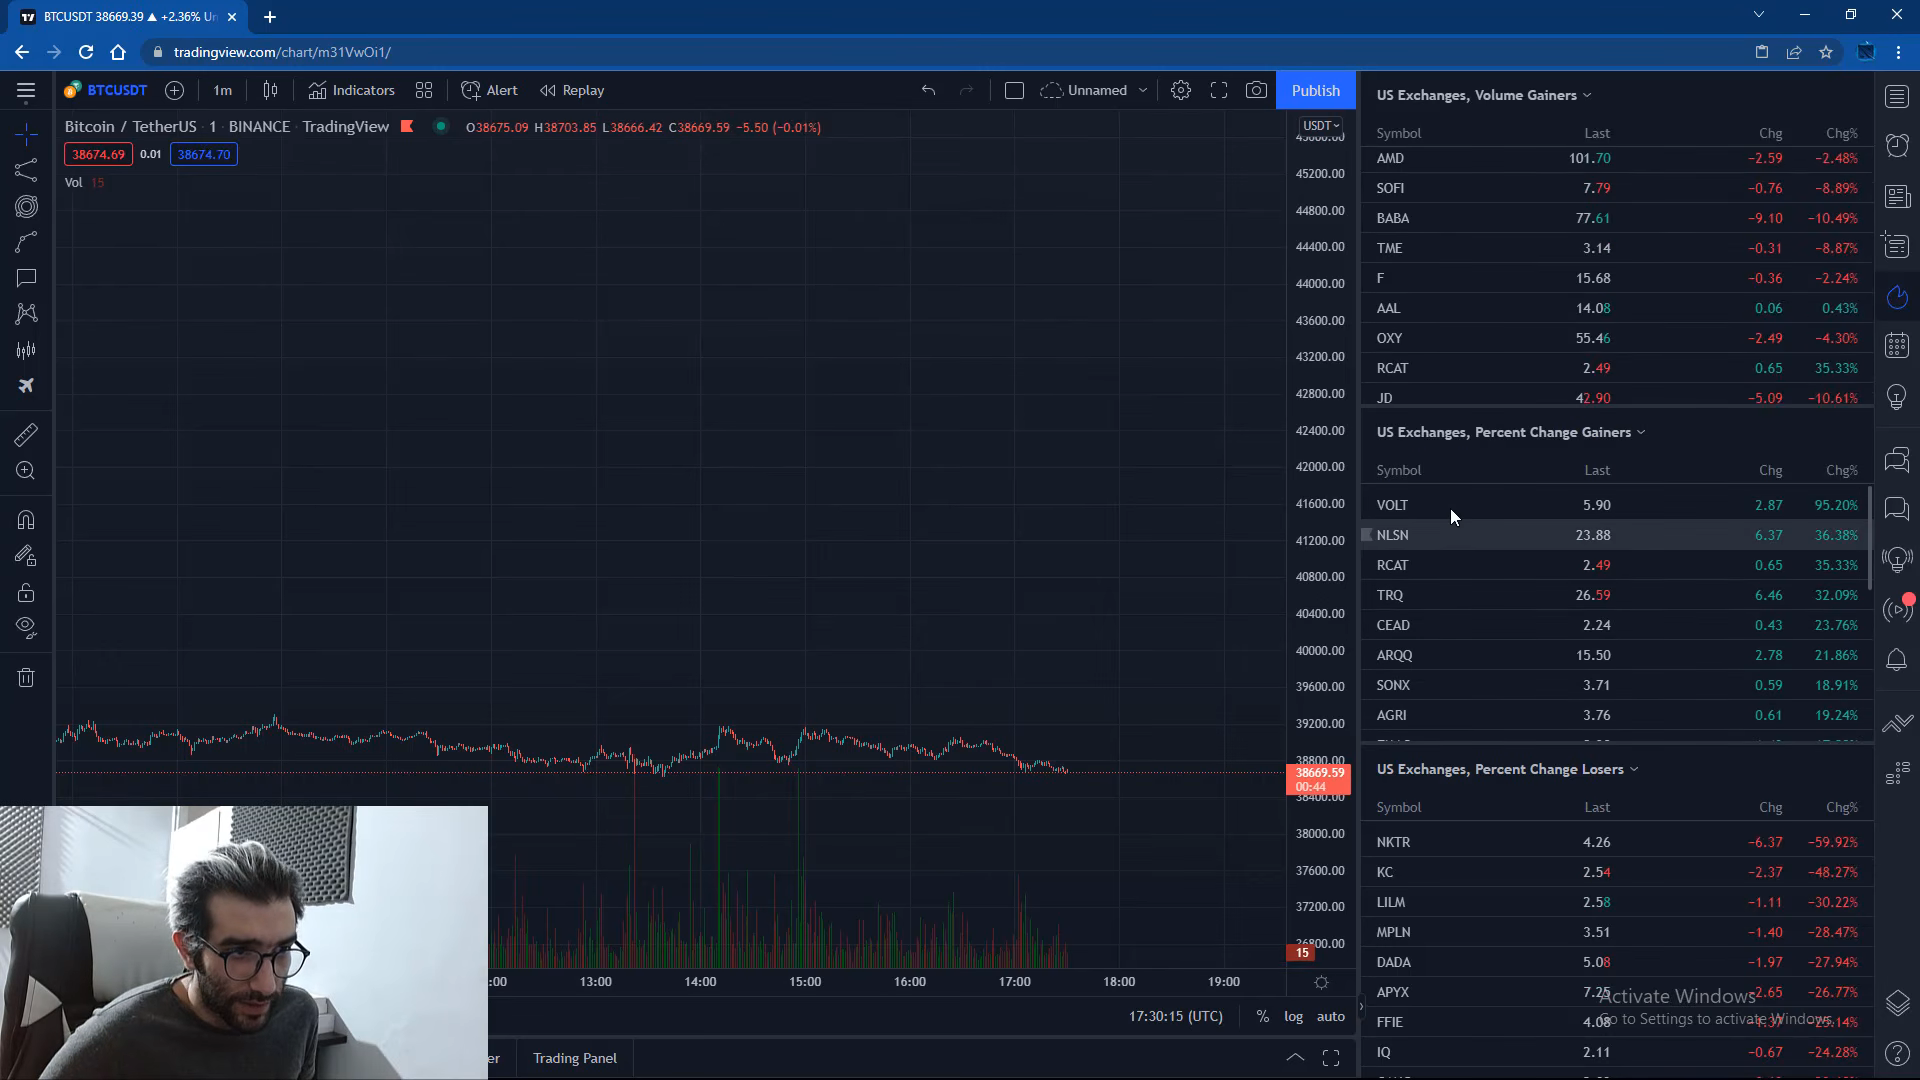 BTCUSDT 38669.39 ▲ +2.36% Un
tradingview.com/chart/m31VwOi1/
BTCUSDT 1m Indicators Alert Replay Unnamed Publish
Bitcoin / TetherUS · 1 · BINANCE · TradingView O38675.09 H38703.85 L38666.42 C38669.59 −5.50 (−0.01%)
38674.69 0.01 38674.70
Vol 15
USDT
45200.00
44800.00
44400.00
44000.00
43600.00
43200.00
42800.00
42400.00
42000.00
41600.00
41200.00
40800.00
40400.00
40000.00
39600.00
39200.00
38800.00
38669.59
00:44
38400.00
38000.00
37600.00
37200.00
36800.00
15
:00 13:00 14:00 15:00 16:00 17:00 18:00 19:00
17:30:15 (UTC) % log auto
er Trading Panel
US Exchanges, Volume Gainers
Symbol Last Chg Chg%
AMD 101.70 −2.59 −2.48%
SOFI 7.79 −0.76 −8.89%
BABA 77.61 −9.10 −10.49%
TME 3.14 −0.31 −8.87%
F 15.68 −0.36 −2.24%
AAL 14.08 0.06 0.43%
OXY 55.46 −2.49 −4.30%
RCAT 2.49 0.65 35.33%
JD 42.90 −5.09 −10.61%
US Exchanges, Percent Change Gainers
Symbol Last Chg Chg%
VOLT 5.90 2.87 95.20%
NLSN 23.88 6.37 36.38%
RCAT 2.49 0.65 35.33%
TRQ 26.59 6.46 32.09%
CEAD 2.24 0.43 23.76%
ARQQ 15.50 2.78 21.86%
SONX 3.71 0.59 18.91%
AGRI 3.76 0.61 19.24%
US Exchanges, Percent Change Losers
Symbol Last Chg Chg%
NKTR 4.26 −6.37 −59.92%
KC 2.54 −2.37 −48.27%
LILM 2.58 −1.11 −30.22%
MPLN 3.51 −1.40 −28.47%
DADA 5.08 −1.97 −27.94%
APYX 7.25 −2.65 −26.77%
Activate Windows
FFIE 4.08 −1.37 −25.14%
Go to Settings to activate Windows.
IQ 2.11 −0.67 −24.28%